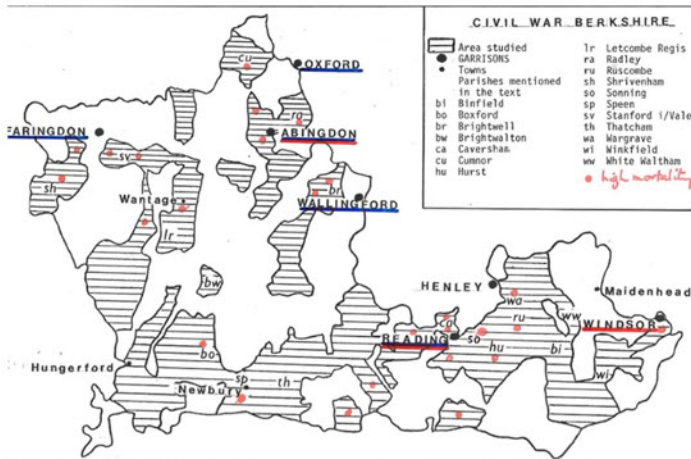 CIVIL WAR BERKSHIRE
Area studied
GARRISONS
Towns
Parishes mentioned
in the text
bi Binfield
bo Boxford
br Brightwell
bw Brightwalton
ca Caversham
cu Cumnor
hu Hurst
lr Letcombe Regis
ra Radley
ru Ruscombe
sh Shrivenham
so Sonning
sp Speen
sv Stanford i/Vale
th Thatcham
wa Wargrave
wi Winkfield
ww White Waltham
high mortality
cu
OXFORD
ra
FARINGDON
ABINGDON
sv
sh
br
Wantage
WALLINGFORD
lr
bw
HENLEY
Maidenhead
wa
ww
ca
ru
WINDSOR
so
READING
bo
hu
bi
Hungerford
sp
th
wi
Newbury